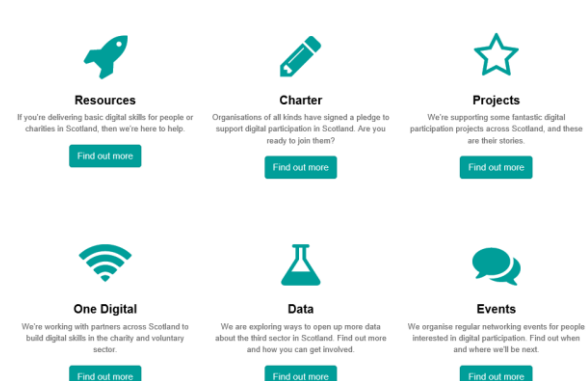 Resources
If you're delivering basic digital skills for people or
charities in Scotland, then we're here to help.
Find out more
Charter
Organisations of all kinds have signed a pledge to
support digital participation in Scotland. Are you
ready to join them?
Find out more
Projects
We're supporting some fantastic digital
participation projects across Scotland, and these
are their stories.
Find out more
One Digital
We're working with partners across Scotland to
build digital skills in the charity and voluntary
sector.
Find out more
Data
We are exploring ways to open up more data
about the third sector in Scotland. Find out more
and how you can get involved.
Find out more
Events
We organise regular networking events for people
interested in digital participation. Find out when
and where we'll be next.
Find out more